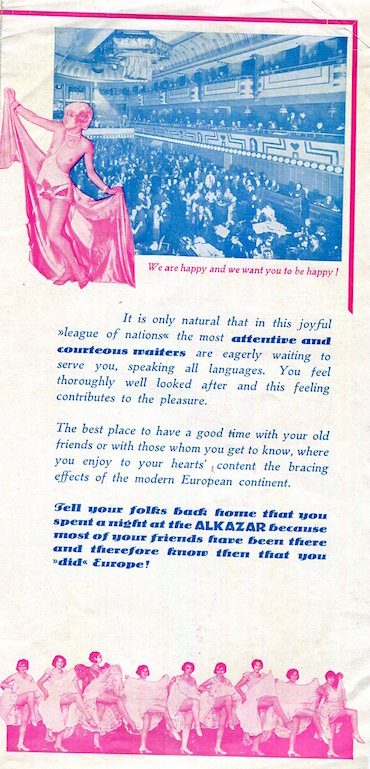 We are happy and we want you to be happy!
It is only natural that in this joyful
»league of nations« the most attentive and
courteous waiters are eagerly waiting to
serve you, speaking all languages. You feel
thoroughly well looked after and this feeling
contributes to the pleasure.
The best place to have a good time with your old
friends or with those whom you get to know, where
you enjoy to your hearts' content the bracing
effects of the modern European continent.
Tell your folks back home that you
spent a night at the ALKAZAR because
most of your friends have been there
and therefore know then that you
»did« Europe!